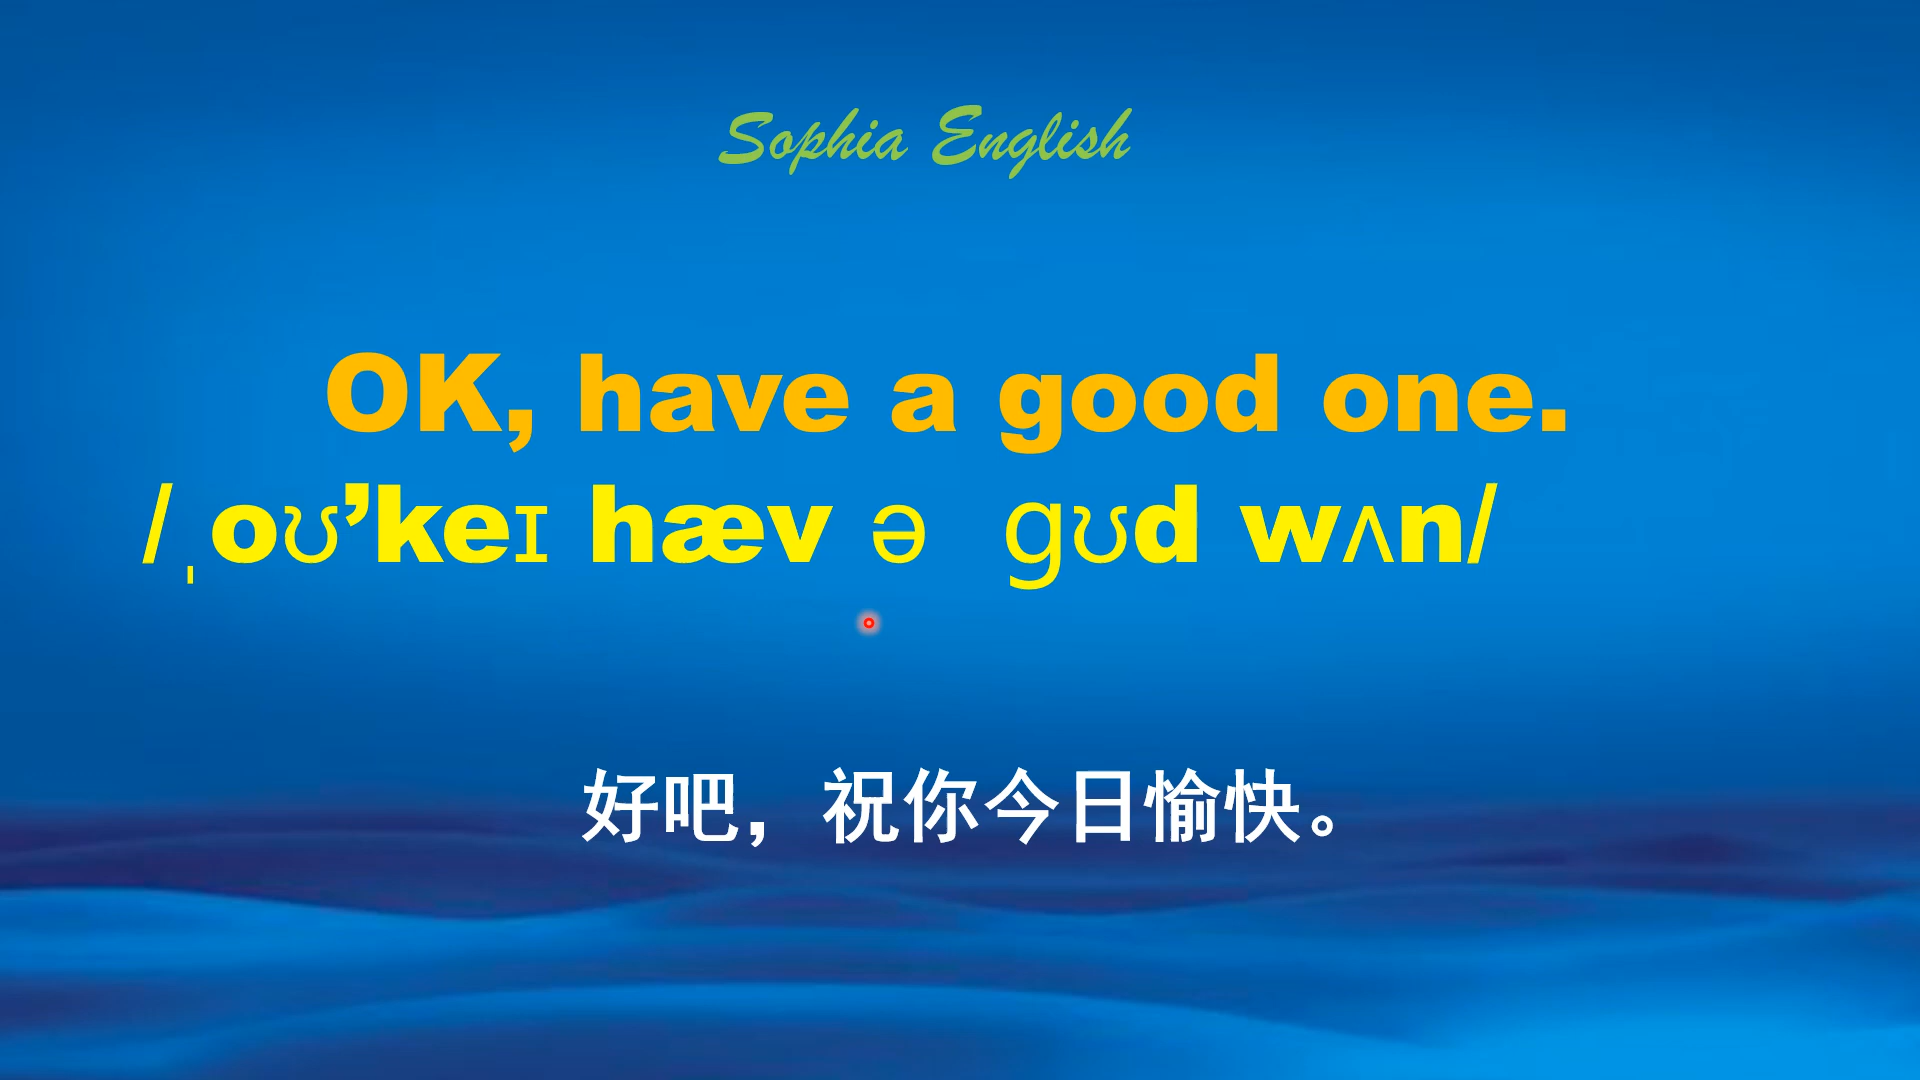 Sophia English
OK, have a good one.
/ˌoʊ’keɪ hæv ə ɡʊd wʌn/
好吧，祝你今日愉快。